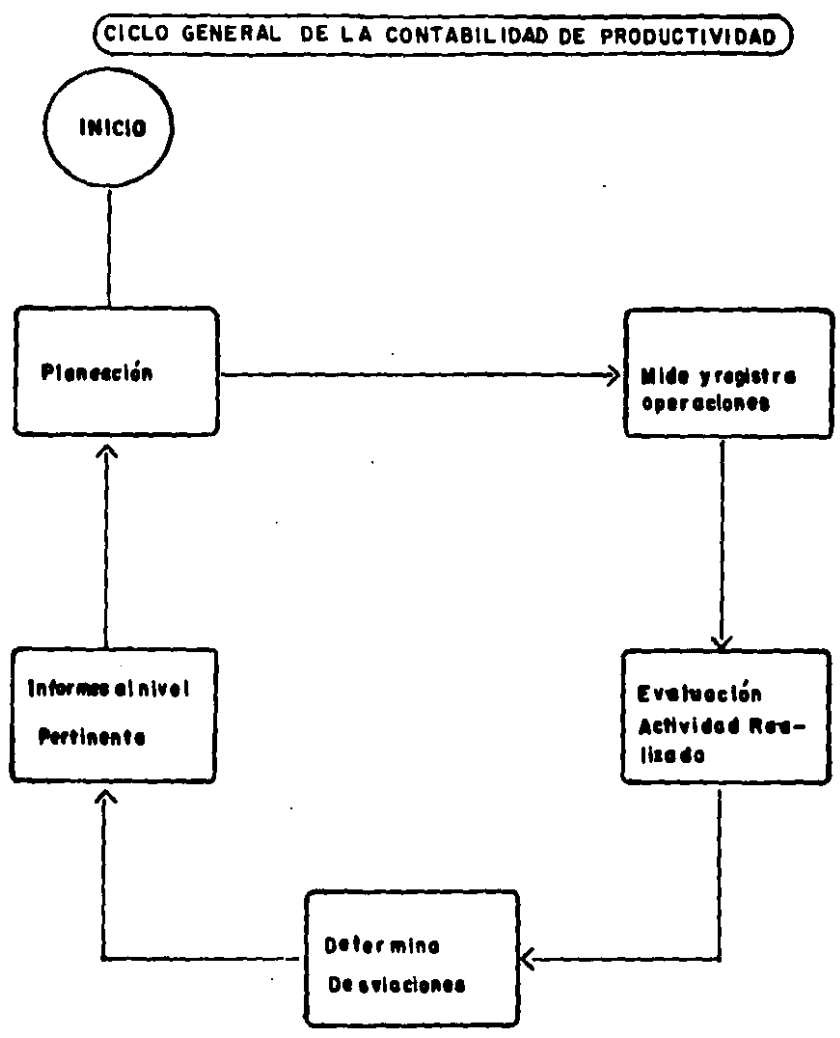 CICLO GENERAL DE LA CONTABILIDAD DE PRODUCTIVIDAD
INICIO
Planeación
Mide y registra
operaciones
Evaluación
Actividad Rea-
lizada
Determina
Desviaciones
Informes al nivel
Pertinente